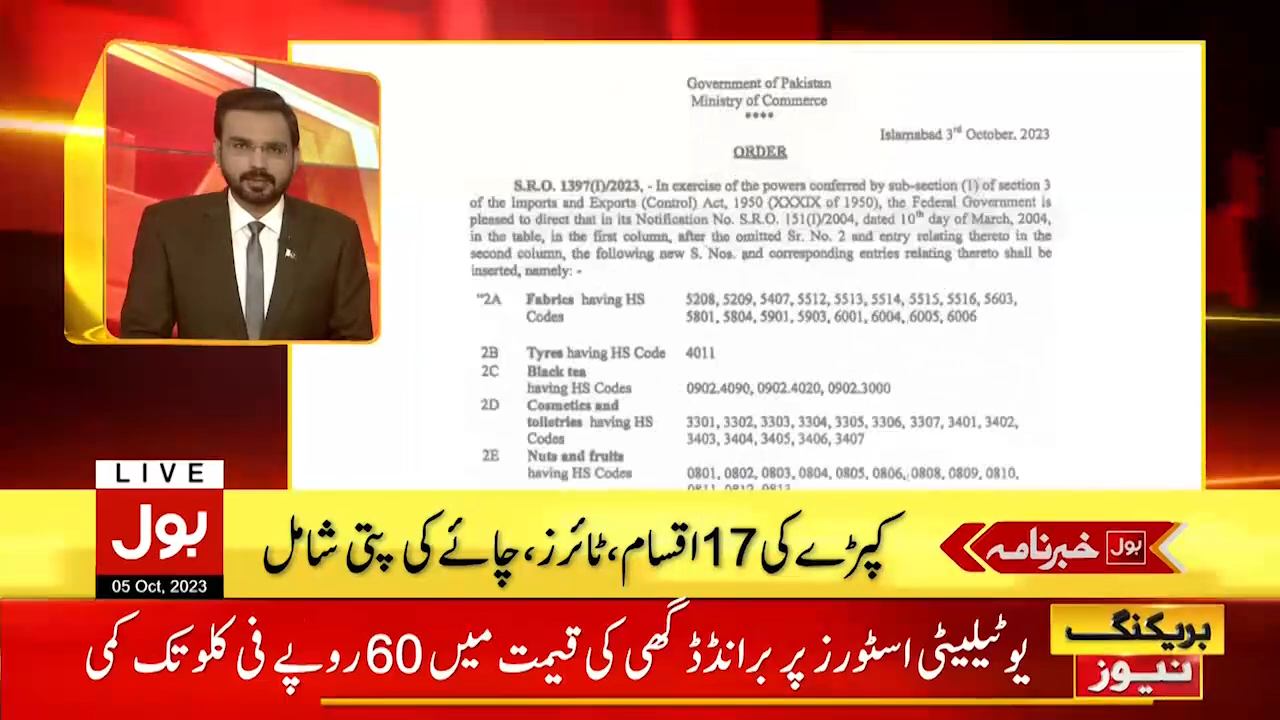 Government of Pakistan
Ministry of Commerce
****
Islamabad 3rd October, 2023
ORDER
S.R.O. 1397(I)/2023, - In exercise of the powers conferred by sub-section (1) of section 3
of the Imports and Exports (Control) Act, 1950 (XXXIX of 1950), the Federal Government is
pleased to direct that in its Notification No. S.R.O. 151(I)/2004, dated 10th day of March, 2004,
in the table, in the first column, after the omitted Sr. No. 2 and entry relating thereto in the
second column, the following new S. Nos. and corresponding entries relating thereto shall be
inserted, namely: -
"2A Fabrics having HS 5208, 5209, 5407, 5512, 5513, 5514, 5515, 5516, 5603,
Codes 5801, 5804, 5901, 5903, 6001, 6004, 6005, 6006
2B Tyres having HS Code 4011
2C Black tea
having HS Codes 0902.4090, 0902.4020, 0902.3000
2D Cosmetics and
toiletries having HS 3301, 3302, 3303, 3304, 3305, 3306, 3307, 3401, 3402,
Codes 3403, 3404, 3405, 3406, 3407
2E Nuts and fruits
having HS Codes 0801, 0802, 0803, 0804, 0805, 0806, 0808, 0809, 0810,
0811, 0812, 0813
LIVE
بول
05 Oct, 2023
کپڑے کی 17 اقسام، ٹائرز، چائے کی پتی شامل
بول خبرنامہ
بریکنگ
نیوز
یوٹیلیٹی اسٹورز پر برانڈڈ گھی کی قیمت میں 60 روپے فی کلو تک کمی